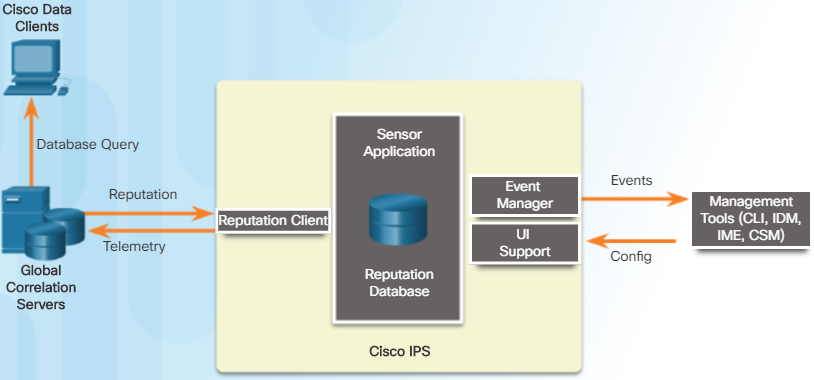 Cisco Data
Clients
Database Query
Reputation
Telemetry
Global
Correlation
Servers
Reputation Client
Sensor
Application
Reputation
Database
Event
Manager
UI
Support
Cisco IPS
Events
Config
Management
Tools (CLI, IDM,
IME, CSM)